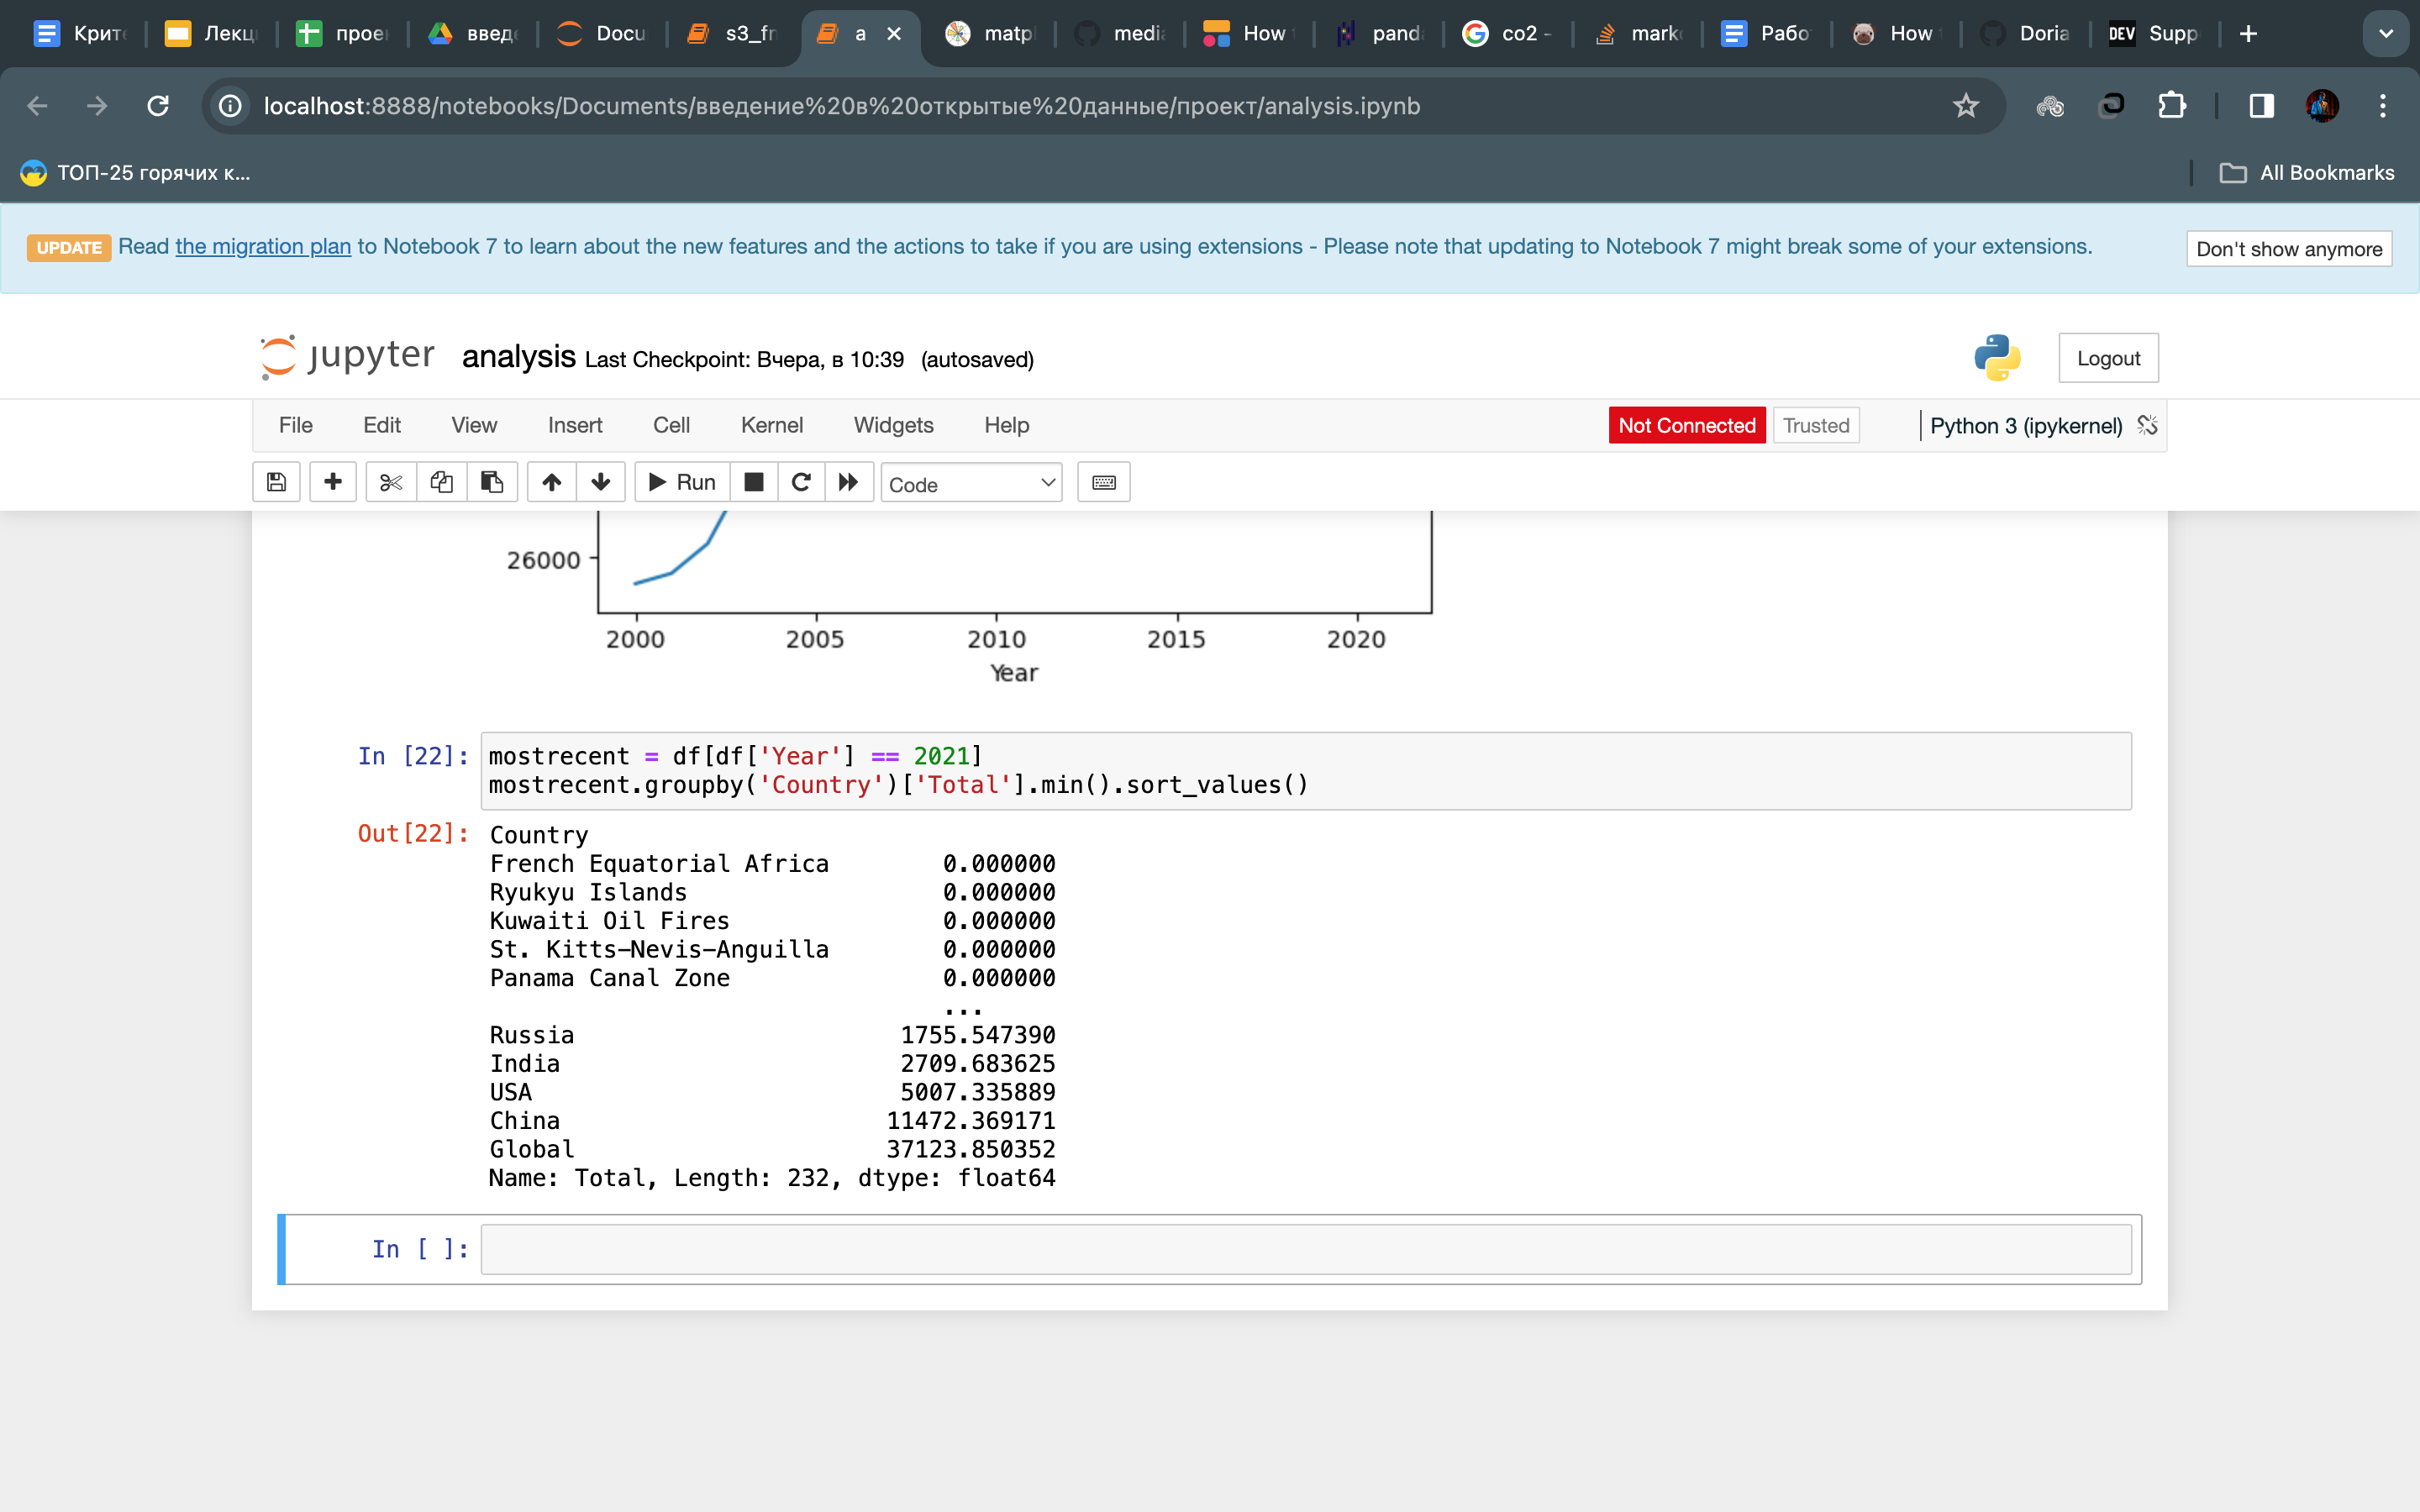 Крит
Лекц
прое
введ
Docu
s3_fr
a
matp
media
How
panda
co2 -
mark
Рабо
How
Doria
DEV Supp
localhost:8888/notebooks/Documents/введение%20в%20открытые%20данные/проект/analysis.ipynb
ТОП-25 горячих к...
All Bookmarks
UPDATE Read the migration plan to Notebook 7 to learn about the new features and the actions to take if you are using extensions - Please note that updating to Notebook 7 might break some of your extensions.
Don't show anymore
jupyter analysis Last Checkpoint: Вчера, в 10:39 (autosaved)
Logout
File Edit View Insert Cell Kernel Widgets Help
Not Connected Trusted Python 3 (ipykernel)
Run Code
26000
2000 2005 2010 2015 2020
Year
In [22]: mostrecent = df[df['Year'] == 2021]
mostrecent.groupby('Country')['Total'].min().sort_values()
Out[22]: Country
French Equatorial Africa 0.000000
Ryukyu Islands 0.000000
Kuwaiti Oil Fires 0.000000
St. Kitts-Nevis-Anguilla 0.000000
Panama Canal Zone 0.000000
...
Russia 1755.547390
India 2709.683625
USA 5007.335889
China 11472.369171
Global 37123.850352
Name: Total, Length: 232, dtype: float64
In [ ]: